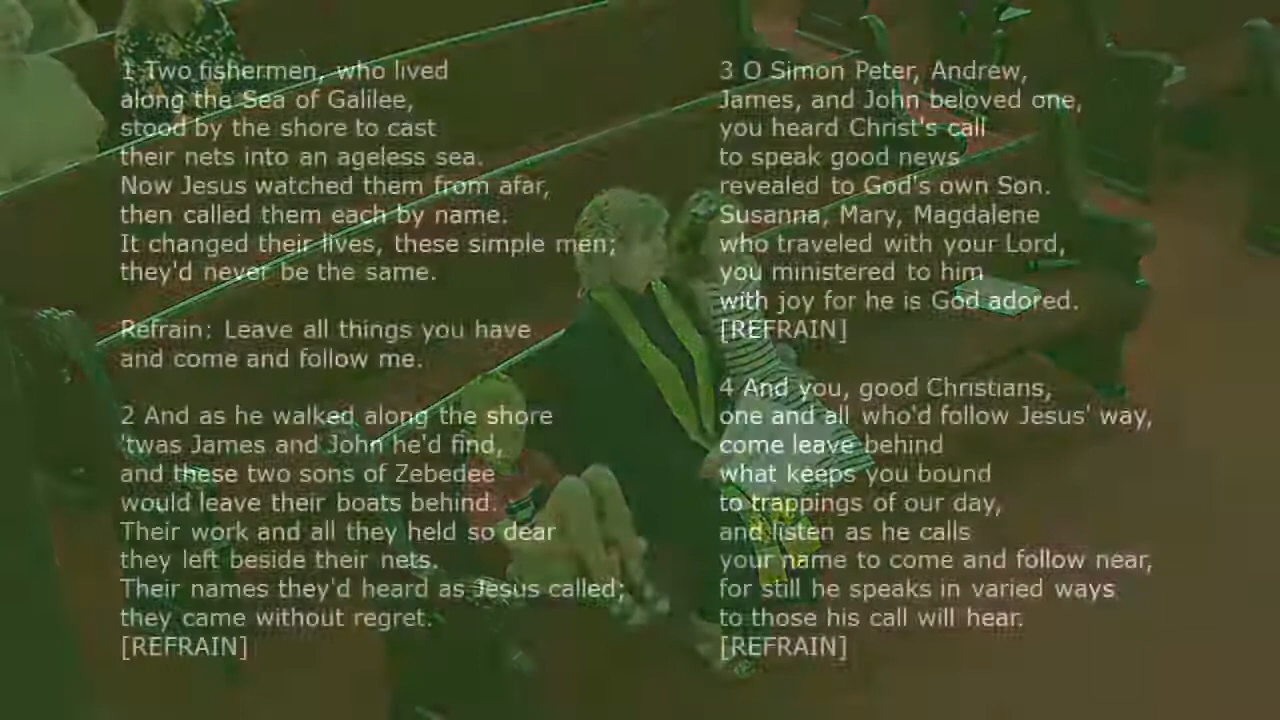 1 Two fishermen, who lived
along the Sea of Galilee,
stood by the shore to cast
their nets into an ageless sea.
Now Jesus watched them from afar,
then called them each by name.
It changed their lives, these simple men;
they'd never be the same.
Refrain: Leave all things you have
and come and follow me.
2 And as he walked along the shore
'twas James and John he'd find,
and these two sons of Zebedee
would leave their boats behind.
Their work and all they held so dear
they left beside their nets.
Their names they'd heard as Jesus called;
they came without regret.
[REFRAIN]
3 O Simon Peter, Andrew,
James, and John beloved one,
you heard Christ's call
to speak good news
revealed to God's own Son.
Susanna, Mary, Magdalene
who traveled with your Lord,
you ministered to him
with joy for he is God adored.
[REFRAIN]
4 And you, good Christians,
one and all who'd follow Jesus' way,
come leave behind
what keeps you bound
to trappings of our day,
and listen as he calls
your name to come and follow near,
for still he speaks in varied ways
to those his call will hear.
[REFRAIN]